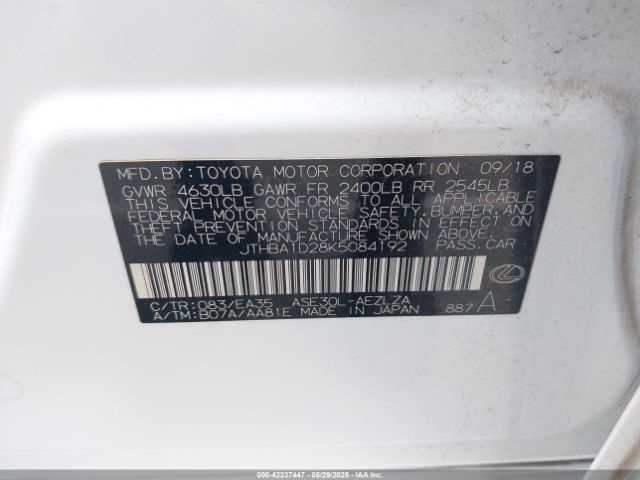 MFD. BY: TOYOTA MOTOR CORPORATION 09/18
GVWR 4630LB GAWR FR 2400LB RR 2545LB
THIS VEHICLE CONFORMS TO ALL APPLICABLE
FEDERAL MOTOR VEHICLE SAFETY, BUMPER, AND
THEFT PREVENTION STANDARDS IN EFFECT ON
THE DATE OF MANUFACTURE SHOWN ABOVE.
JTHBA1D28K5084192 PASS. CAR
C/TR: 083/EA35 ASE30L-AEZLZA
A/TM: B07A/AA81E MADE IN JAPAN 887 A
000-42337447 - 05/29/2025 - IAAI.COM